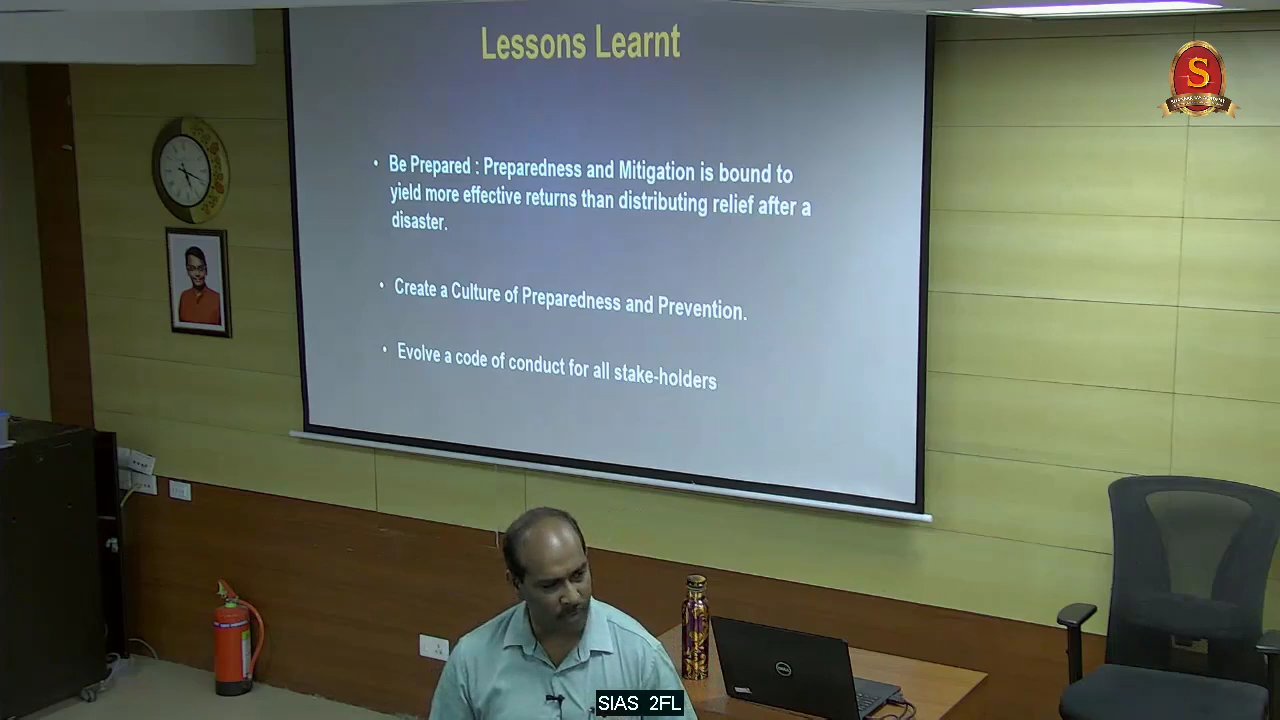 Lessons Learnt
S
• Be Prepared : Preparedness and Mitigation is bound to
yield more effective returns than distributing relief after a
disaster.
• Create a Culture of Preparedness and Prevention.
• Evolve a code of conduct for all stake-holders
DELL
SIAS 2FL